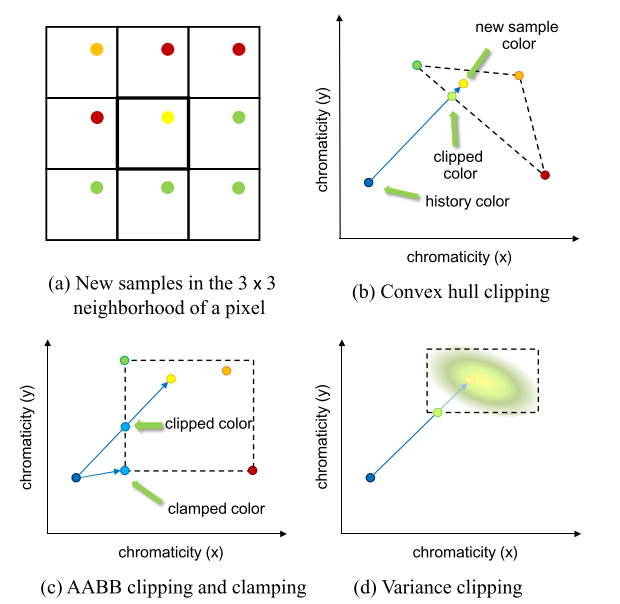 new sample
color
chromaticity (y)
clipped
color
history color
chromaticity (x)
(a) New samples in the 3 x 3
neighborhood of a pixel
(b) Convex hull clipping
chromaticity (y)
clipped color
clamped color
chromaticity (x)
(c) AABB clipping and clamping
chromaticity (y)
chromaticity (x)
(d) Variance clipping